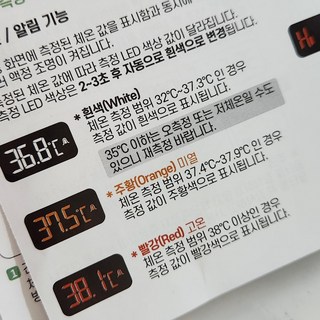 / 알림 기능
화면에 측정된 체온 값을 표시함과 동시에
액정 조명이 켜진다.
측정된 체온 값에 따라 측정 LED 색상 값이 달라집니다.
측정 LED 색상은 2~3초 후 자동으로 흰색으로 변경됩니다.
* 흰색(White)
체온 측정 범위 32℃~37.3℃ 인 경우
측정 값이 흰색으로 표시됩니다.
35℃ 이하는 오측정 또는 저체온일 수도
있으니 재측정 바랍니다.
36.8℃
* 주황(Orange) 미열
체온 측정 범위 37.4℃~37.9℃ 인 경우
측정 값이 주황색으로 표시됩니다.
37.5℃
* 빨강(Red) 고온
체온 측정 범위 38℃ 이상인 경우
측정 값이 빨강색으로 표시됩니다.
38.1℃
1